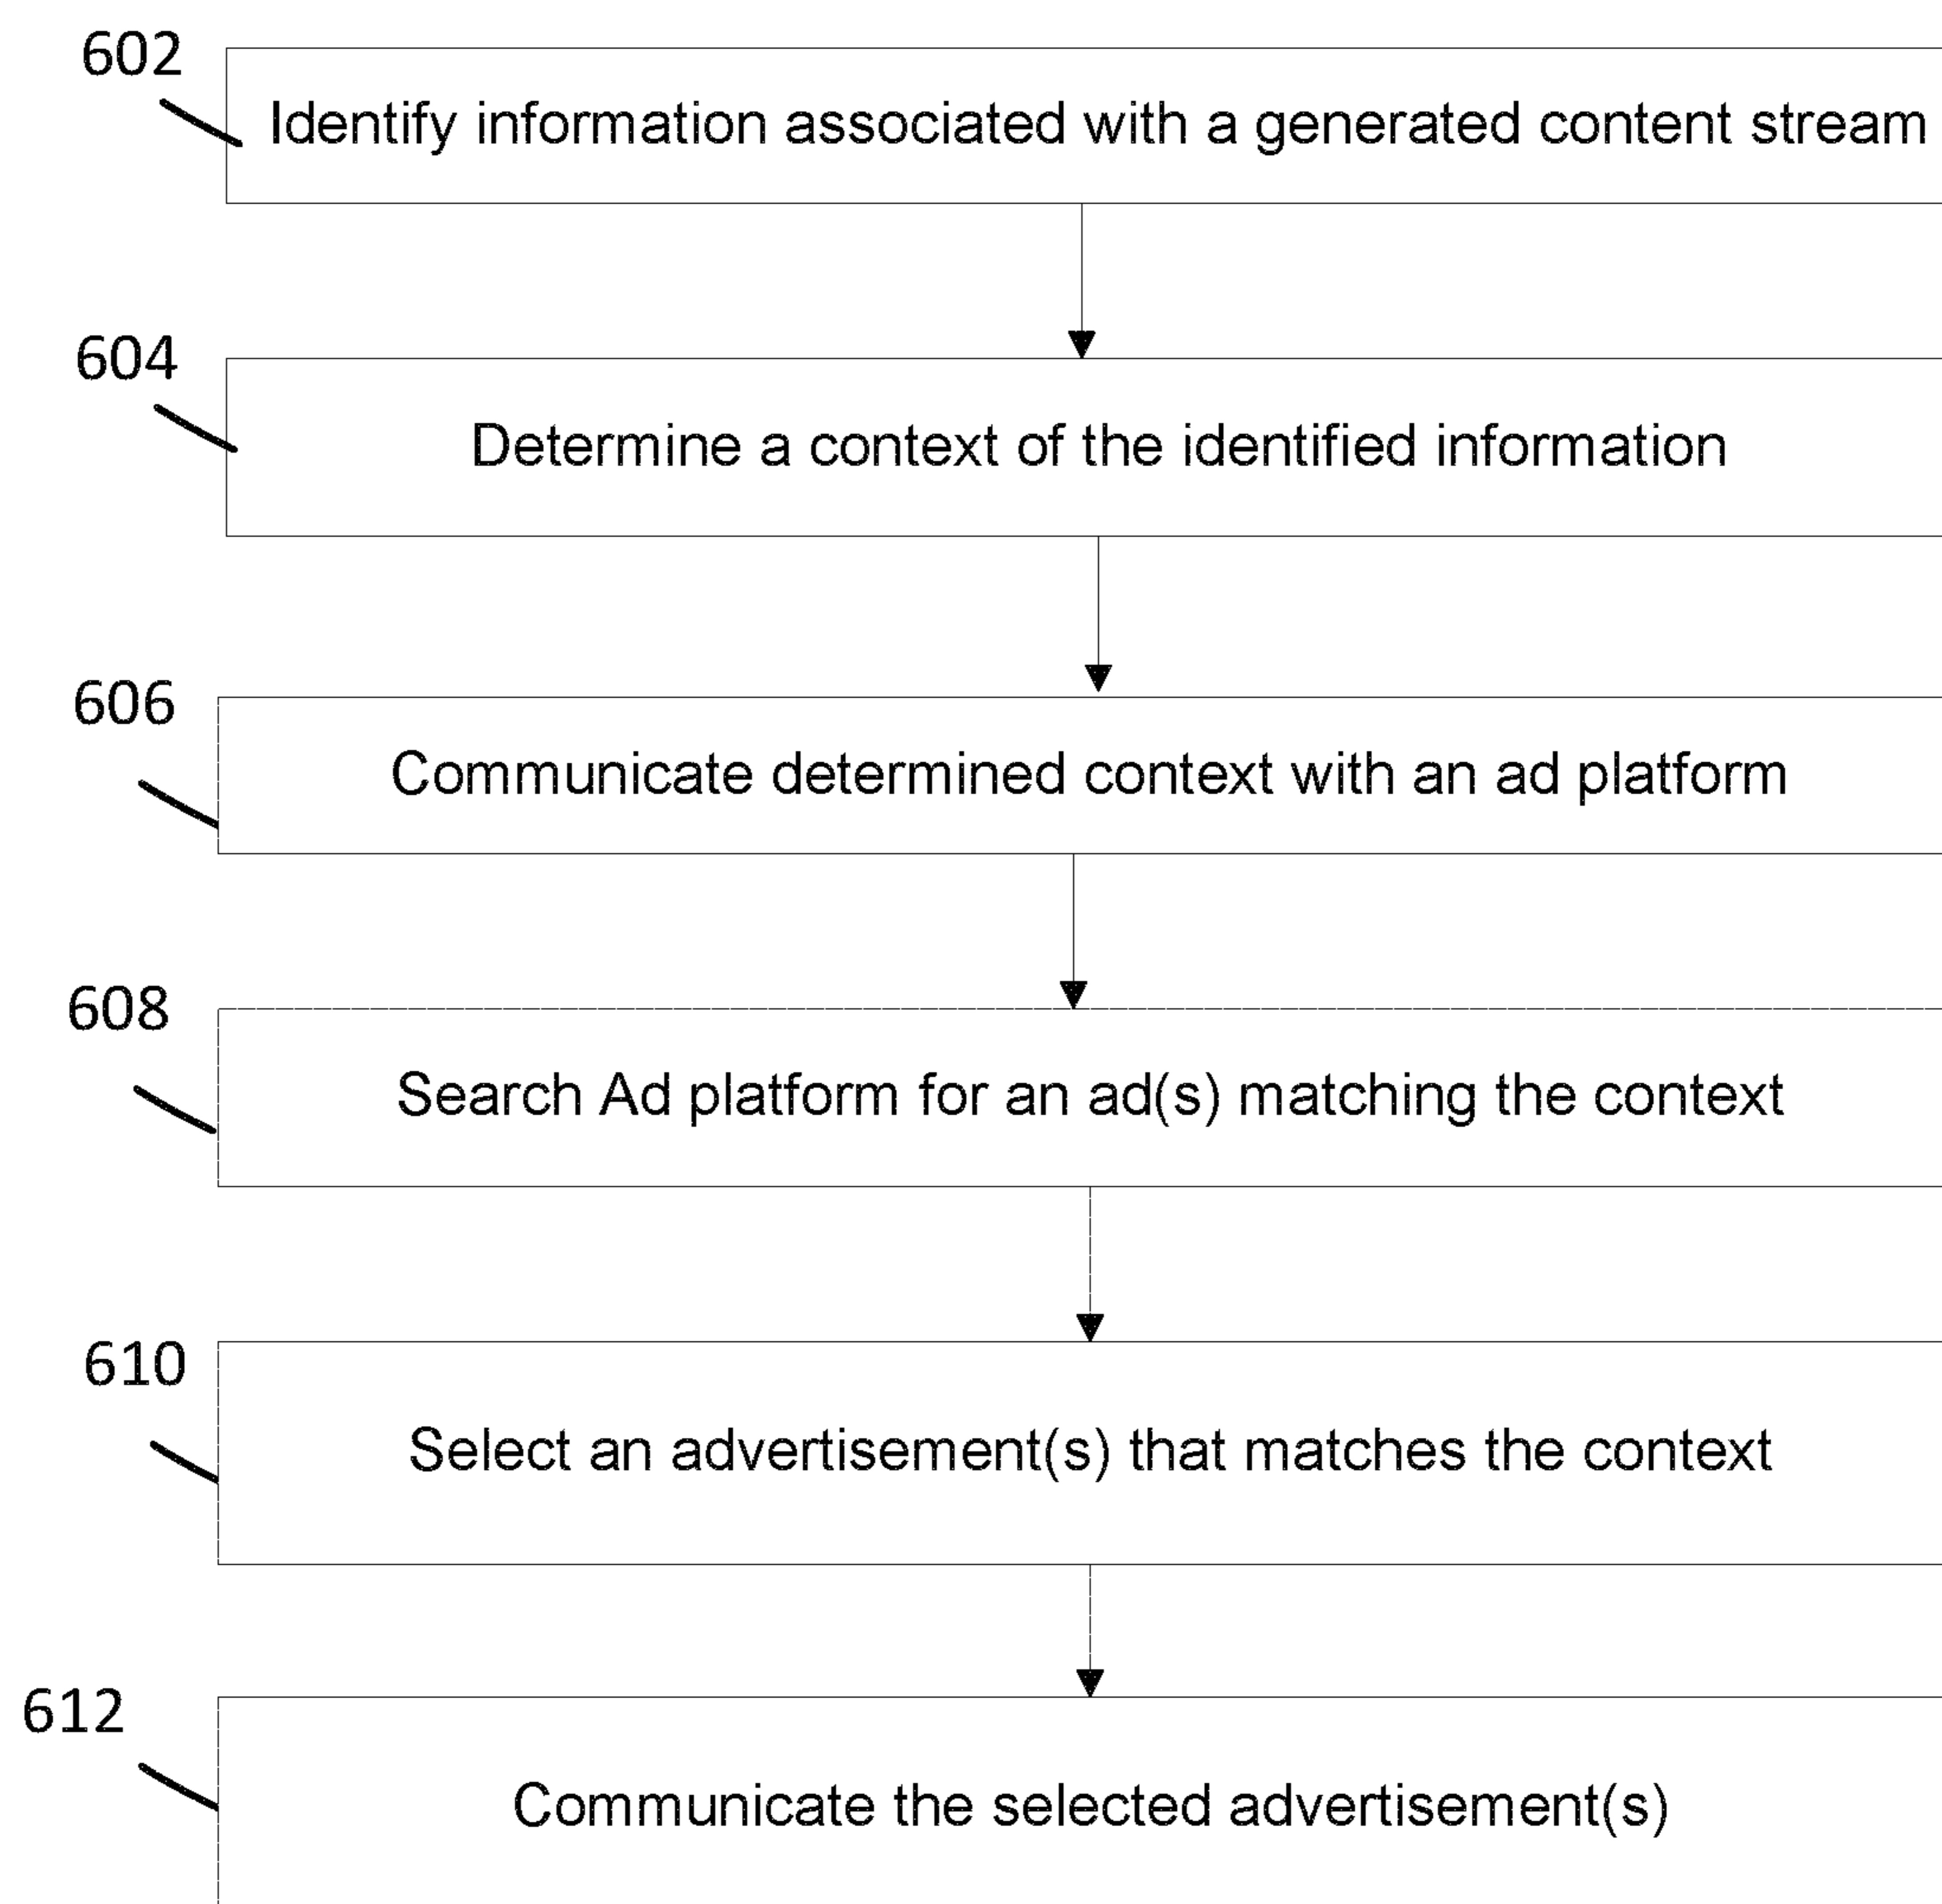 602
Identify information associated with a generated content stream
604
Determine a context of the identified information
606
Communicate determined context with an ad platform
608
Search Ad platform for an ad(s) matching the context
610
Select an advertisement(s) that matches the context
612
Communicate the selected advertisement(s)